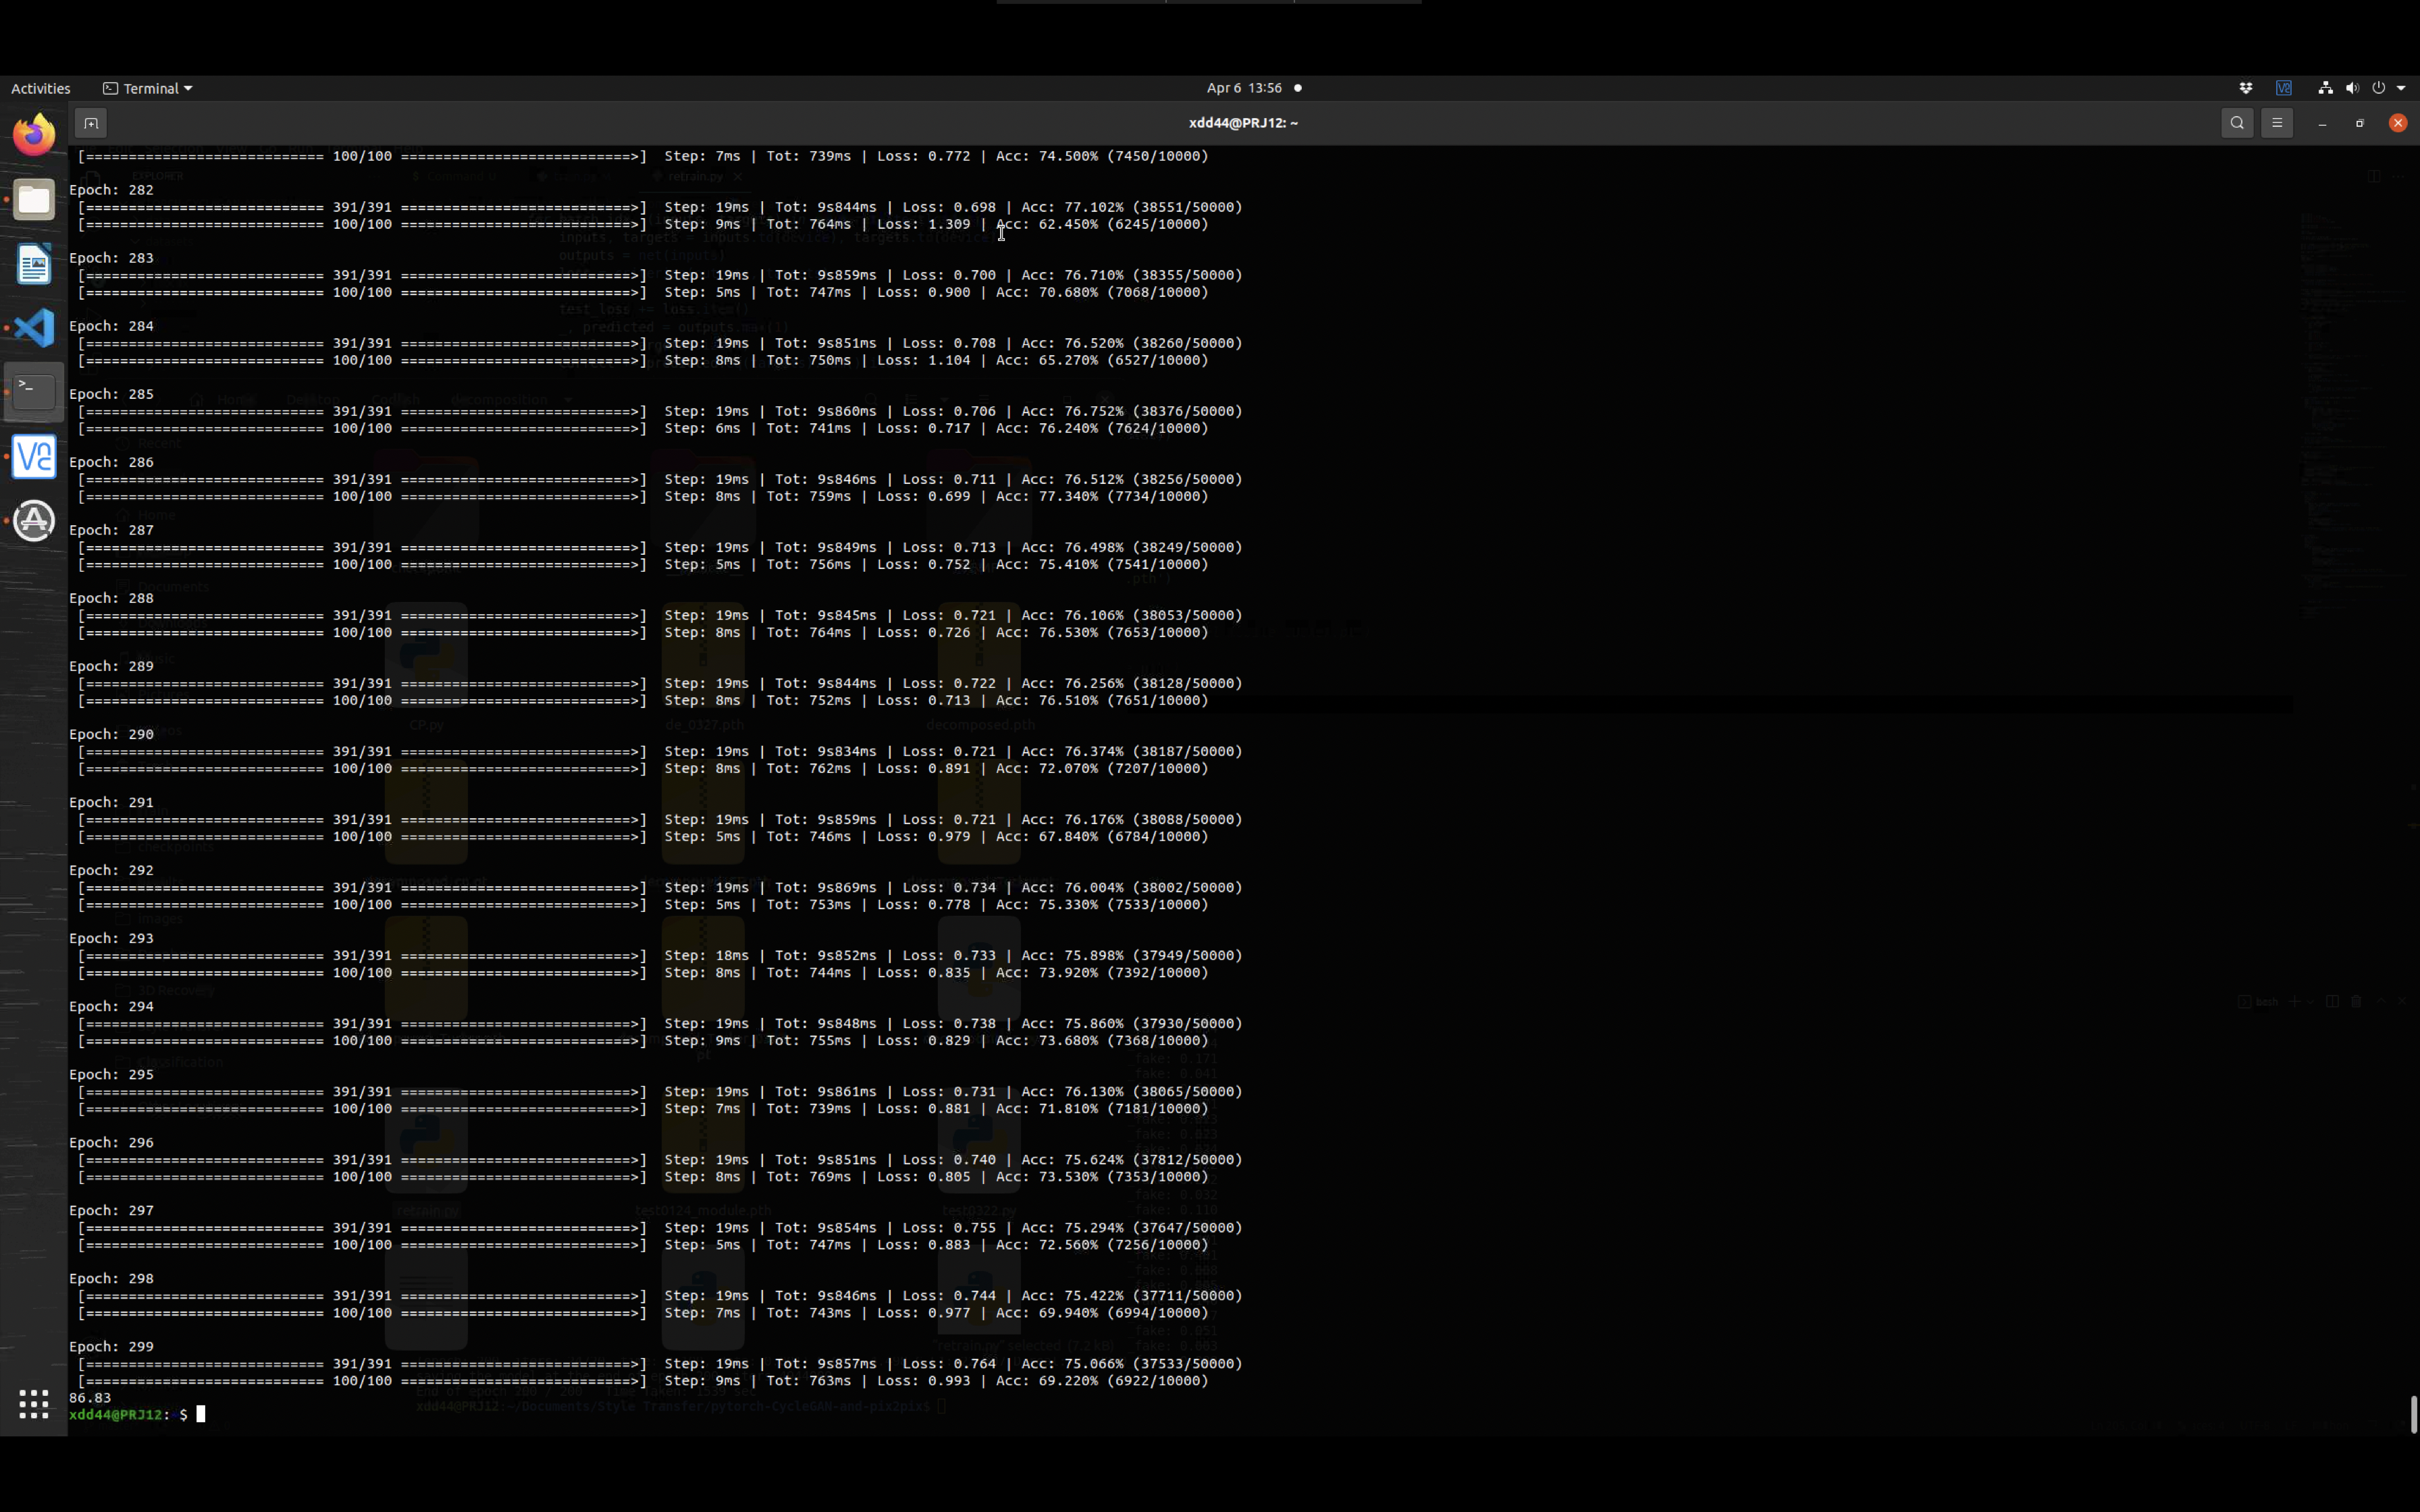 Activities
Terminal
Apr 6 13:56
xdd44@PRJ12: ~
[============================ 100/100 ===========================>] Step: 7ms | Tot: 739ms | Loss: 0.772 | Acc: 74.500% (7450/10000)
Epoch: 282
[============================ 391/391 ===========================>] Step: 19ms | Tot: 9s844ms | Loss: 0.698 | Acc: 77.102% (38551/50000)
[============================ 100/100 ===========================>] Step: 9ms | Tot: 764ms | Loss: 1.309 | Acc: 62.450% (6245/10000)
Epoch: 283
[============================ 391/391 ===========================>] Step: 19ms | Tot: 9s859ms | Loss: 0.700 | Acc: 76.710% (38355/50000)
[============================ 100/100 ===========================>] Step: 5ms | Tot: 747ms | Loss: 0.900 | Acc: 70.680% (7068/10000)
Epoch: 284
[============================ 391/391 ===========================>] Step: 19ms | Tot: 9s851ms | Loss: 0.708 | Acc: 76.520% (38260/50000)
[============================ 100/100 ===========================>] Step: 8ms | Tot: 750ms | Loss: 1.104 | Acc: 65.270% (6527/10000)
Epoch: 285
[============================ 391/391 ===========================>] Step: 19ms | Tot: 9s860ms | Loss: 0.706 | Acc: 76.752% (38376/50000)
[============================ 100/100 ===========================>] Step: 6ms | Tot: 741ms | Loss: 0.717 | Acc: 76.240% (7624/10000)
Epoch: 286
[============================ 391/391 ===========================>] Step: 19ms | Tot: 9s846ms | Loss: 0.711 | Acc: 76.512% (38256/50000)
[============================ 100/100 ===========================>] Step: 8ms | Tot: 759ms | Loss: 0.699 | Acc: 77.340% (7734/10000)
Epoch: 287
[============================ 391/391 ===========================>] Step: 19ms | Tot: 9s849ms | Loss: 0.713 | Acc: 76.498% (38249/50000)
[============================ 100/100 ===========================>] Step: 5ms | Tot: 756ms | Loss: 0.752 | Acc: 75.410% (7541/10000)
Epoch: 288
[============================ 391/391 ===========================>] Step: 19ms | Tot: 9s845ms | Loss: 0.721 | Acc: 76.106% (38053/50000)
[============================ 100/100 ===========================>] Step: 8ms | Tot: 764ms | Loss: 0.726 | Acc: 76.530% (7653/10000)
Epoch: 289
[============================ 391/391 ===========================>] Step: 19ms | Tot: 9s844ms | Loss: 0.722 | Acc: 76.256% (38128/50000)
[============================ 100/100 ===========================>] Step: 8ms | Tot: 752ms | Loss: 0.713 | Acc: 76.510% (7651/10000)
Epoch: 290
[============================ 391/391 ===========================>] Step: 19ms | Tot: 9s834ms | Loss: 0.721 | Acc: 76.374% (38187/50000)
[============================ 100/100 ===========================>] Step: 8ms | Tot: 762ms | Loss: 0.891 | Acc: 72.070% (7207/10000)
Epoch: 291
[============================ 391/391 ===========================>] Step: 19ms | Tot: 9s859ms | Loss: 0.721 | Acc: 76.176% (38088/50000)
[============================ 100/100 ===========================>] Step: 5ms | Tot: 746ms | Loss: 0.979 | Acc: 67.840% (6784/10000)
Epoch: 292
[============================ 391/391 ===========================>] Step: 19ms | Tot: 9s869ms | Loss: 0.734 | Acc: 76.004% (38002/50000)
[============================ 100/100 ===========================>] Step: 5ms | Tot: 753ms | Loss: 0.778 | Acc: 75.330% (7533/10000)
Epoch: 293
[============================ 391/391 ===========================>] Step: 18ms | Tot: 9s852ms | Loss: 0.733 | Acc: 75.898% (37949/50000)
[============================ 100/100 ===========================>] Step: 8ms | Tot: 744ms | Loss: 0.835 | Acc: 73.920% (7392/10000)
Epoch: 294
[============================ 391/391 ===========================>] Step: 19ms | Tot: 9s848ms | Loss: 0.738 | Acc: 75.860% (37930/50000)
[============================ 100/100 ===========================>] Step: 9ms | Tot: 755ms | Loss: 0.829 | Acc: 73.680% (7368/10000)
Epoch: 295
[============================ 391/391 ===========================>] Step: 19ms | Tot: 9s861ms | Loss: 0.731 | Acc: 76.130% (38065/50000)
[============================ 100/100 ===========================>] Step: 7ms | Tot: 739ms | Loss: 0.881 | Acc: 71.810% (7181/10000)
Epoch: 296
[============================ 391/391 ===========================>] Step: 19ms | Tot: 9s851ms | Loss: 0.740 | Acc: 75.624% (37812/50000)
[============================ 100/100 ===========================>] Step: 8ms | Tot: 769ms | Loss: 0.805 | Acc: 73.530% (7353/10000)
Epoch: 297
[============================ 391/391 ===========================>] Step: 19ms | Tot: 9s854ms | Loss: 0.755 | Acc: 75.294% (37647/50000)
[============================ 100/100 ===========================>] Step: 5ms | Tot: 747ms | Loss: 0.883 | Acc: 72.560% (7256/10000)
Epoch: 298
[============================ 391/391 ===========================>] Step: 19ms | Tot: 9s846ms | Loss: 0.744 | Acc: 75.422% (37711/50000)
[============================ 100/100 ===========================>] Step: 7ms | Tot: 743ms | Loss: 0.977 | Acc: 69.940% (6994/10000)
Epoch: 299
[============================ 391/391 ===========================>] Step: 19ms | Tot: 9s857ms | Loss: 0.764 | Acc: 75.066% (37533/50000)
[============================ 100/100 ===========================>] Step: 9ms | Tot: 763ms | Loss: 0.993 | Acc: 69.220% (6922/10000)
86.83
xdd44@PRJ12:~$